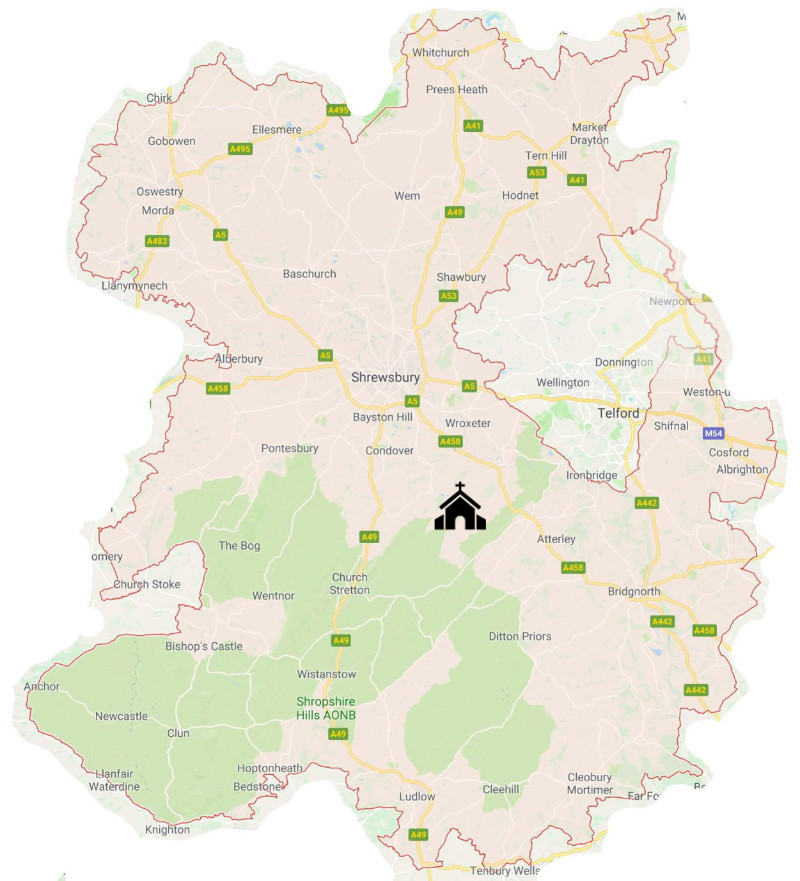 M
Whitchurch
Prees Heath
Chirk
A495
Ellesmere
A41
Market
Drayton
Gobowen
A495
Tern Hill
A53
A41
Oswestry
Wem
Hodnet
Morda
A49
A483
A5
Baschurch
Shawbury
Llanymynech
A53
Newport
Alberbury
A5
Donnington
A41
Shrewsbury
Wellington
A458
A5
Weston-u
A5
Telford
Bayston Hill
Wroxeter
Shifnal
M54
A458
Pontesbury
Condover
Cosford
Albrighton
Ironbridge
A442
A49
The Bog
Atterley
omery
A458
Church Stoke
Church
Stretton
Wentnor
Bridgnorth
A442
A458
Bishop's Castle
A49
Ditton Priors
Wistanstow
Anchor
A442
Shropshire
Hills AONB
Newcastle
Clun
A49
Llanfair
Waterdine
Hoptonheath
Bedstone
Cleobury
Mortimer
Ludlow
Cleehill
Far Fo
Knighton
A49
Tenbury Wells